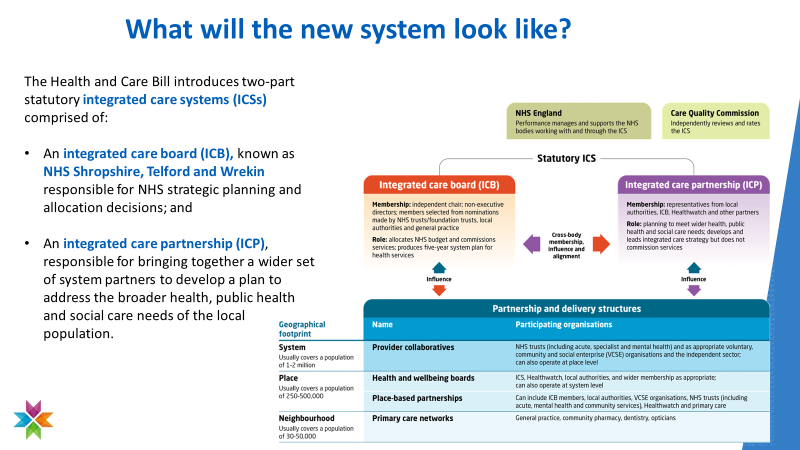 What will the new system look like?
The Health and Care Bill introduces two-part
statutory integrated care systems (ICSs)
comprised of:
• An integrated care board (ICB), known as
NHS Shropshire, Telford and Wrekin
responsible for NHS strategic planning and
allocation decisions; and
• An integrated care partnership (ICP),
responsible for bringing together a wider set
of system partners to develop a plan to
address the broader health, public health
and social care needs of the local
population.
NHS England
Performance manages and supports the NHS
bodies working with and through the ICS
Care Quality Commission
Independently reviews and rates
the ICS
Statutory ICS
Integrated care board (ICB)
Membership: independent chair; non-executive
directors; members selected from nominations
made by NHS trusts/foundation trusts, local
authorities and general practice
Role: allocates NHS budget and commissions
services; produces five-year system plan for
health services
Cross-body
membership,
influence and
alignment
Integrated care partnership (ICP)
Membership: representatives from local
authorities, ICB, Healthwatch and other partners
Role: planning to meet wider health, public
health and social care needs; develops and
leads integrated care strategy but does not
commission services
Influence
Influence
Partnership and delivery structures
Geographical
footprint
Name
Participating organisations
System
Usually covers a population
of 1-2 million
Provider collaboratives
NHS trusts (including acute, specialist and mental health) and as appropriate voluntary,
community and social enterprise (VCSE) organisations and the independent sector;
can also operate at place level
Place
Usually covers a population
of 250-500,000
Health and wellbeing boards
ICS, Healthwatch, local authorities, and wider membership as appropriate;
can also operate at system level
Place-based partnerships
Can include ICB members, local authorities, VCSE organisations, NHS trusts (including
acute, mental health and community services), Healthwatch and primary care
Neighbourhood
Usually covers a population
of 30-50,000
Primary care networks
General practice, community pharmacy, dentistry, opticians